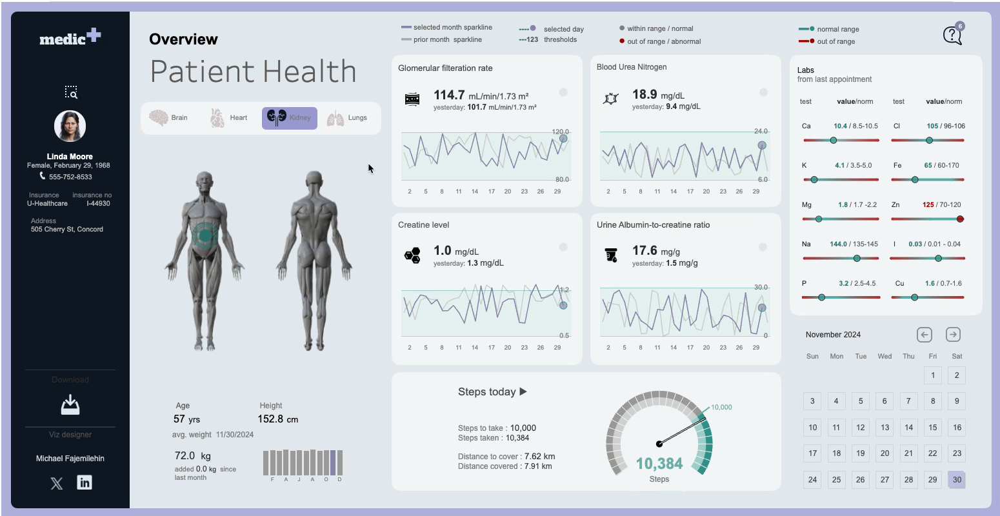 medic
Linda Moore
Female, February 29, 1968
555-752-8533
Insurance insurance no
U-Healthcare I-44930
Address
505 Cherry St, Concord
Download
Viz designer
Michael Fajemilehin
X
in
Overview
Patient Health
Brain Heart Kidney Lungs
Age Height
57 yrs 152.8 cm
avg. weight 11/30/2024
72.0 kg
added 0.0 kg since
last month
F A J A O D
selected month sparkline
prior month sparkline
selected day
---123 thresholds
within range / normal
out of range / abnormal
normal range
out of range
6
?
Glomerular filteration rate
114.7 mL/min/1.73 m²
yesterday: 101.7 mL/min/1.73 m²
120.0
80.0
2 5 8 11 14 17 20 23 26 29
Blood Urea Nitrogen
18.9 mg/dL
yesterday: 9.4 mg/dL
24.0
6.0
2 5 8 11 14 17 20 23 26 29
Creatine level
1.0 mg/dL
yesterday: 1.3 mg/dL
1.2
0.5
2 5 8 11 14 17 20 23 26 29
Urine Albumin-to-creatine ratio
17.6 mg/g
yesterday: 1.5 mg/g
30.0
0
2 5 8 11 14 17 20 23 26 29
Steps today
Steps to take : 10,000
Steps taken : 10,384
Distance to cover : 7.62 km
Distance covered : 7.91 km
10,000
10,384
Steps
Labs
from last appointment
test value/norm test value/norm
Ca 10.4 / 8.5-10.5 Cl 105 / 96-106
K 4.1 / 3.5-5.0 Fe 65 / 60-170
Mg 1.8 / 1.7 -2.2 Zn 125 / 70-120
Na 144.0 / 135-145 I 0.03 / 0.01 - 0.04
P 3.2 / 2.5-4.5 Cu 1.6 / 0.7-1.6
November 2024
Sun Mon Tue Wed Thu Fri Sat
1 2
3 4 5 6 7 8 9
10 11 12 13 14 15 16
17 18 19 20 21 22 23
24 25 26 27 28 29 30